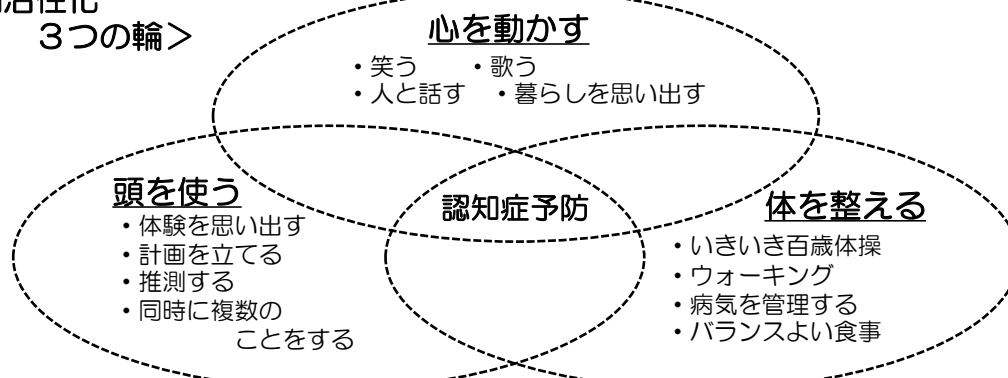 活性化
3つの輪>
心を動かす
・笑う ・歌う
・人と話す ・暮らしを思い出す
頭を使う
・体験を思い出す
・計画を立てる
・推測する
・同時に複数の
ことをする
認知症予防
体を整える
・いきいき百歳体操
・ウォーキング
・病気を管理する
・バランスよい食事